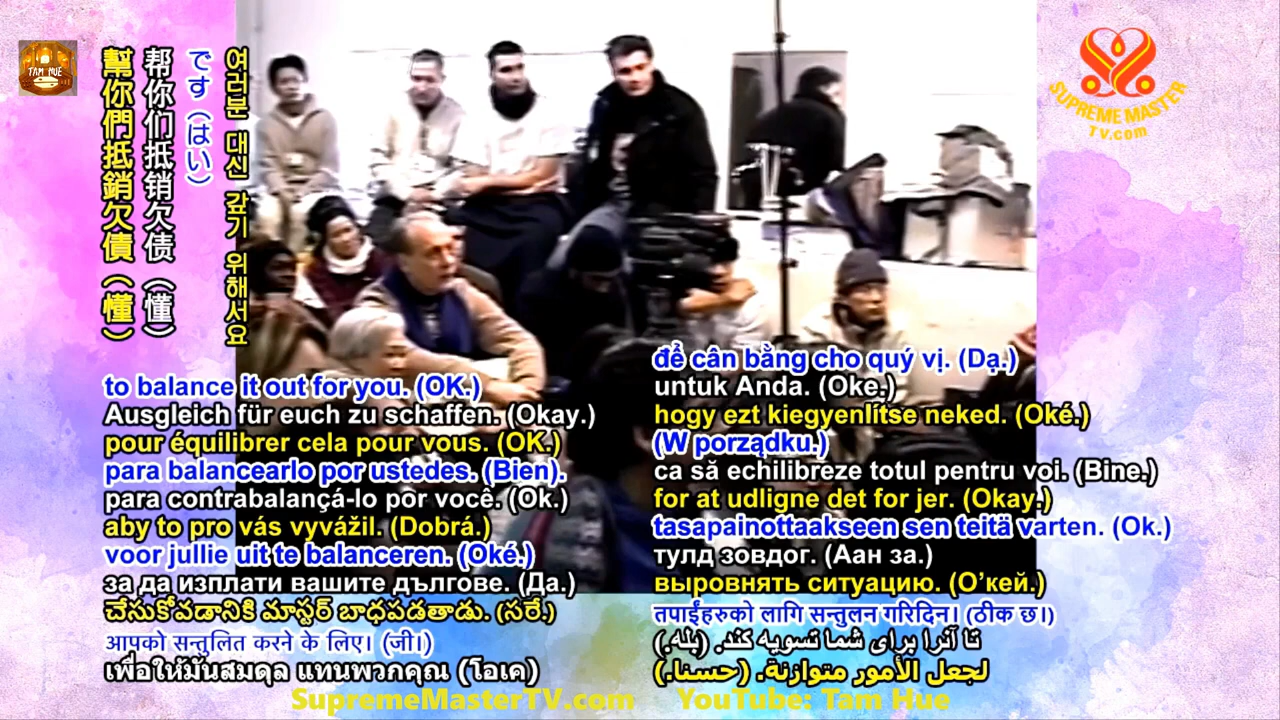 TAM HUE
幫你們抵銷欠債（懂）
帮你们抵销欠债（懂）
です（はい）
여러분 대신 갚기 위해서요
SUPREME MASTER
TV.com
to balance it out for you. (OK.)
Ausgleich für euch zu schaffen. (Okay.)
pour équilibrer cela pour vous. (OK.)
para balancearlo por ustedes. (Bien).
para contrabalançá-lo por você. (Ok.)
aby to pro vás vyvážil. (Dobrá.)
voor jullie uit te balanceren. (Oké.)
за да изплати вашите дългове. (Да.)
చేసుకోవడానికి మాస్టర్ బాధపడతాడు. (సరే.)
आपको सन्तुलित करने के लिए। (जी।)
เพื่อให้มันสมดุล แทนพวกคุณ (โอเค)
để cân bằng cho quý vị. (Dạ.)
untuk Anda. (Oke.)
hogy ezt kiegyenlítse neked. (Oké.)
(W porządku.)
ca să echilibreze totul pentru voi. (Bine.)
for at udligne det for jer. (Okay.)
tasapainottaakseen sen teitä varten. (Ok.)
тулд зовдог. (Аан за.)
выровнять ситуацию. (О’кей.)
तपाईंहरुको लागि सन्तुलन गरिदिन। (ठीक छ।)
تا آنرا برای شما تسویه کند. (بله.)
لجعل الأمور متوازنة. (حسنا.)
SupremeMasterTV.com
YouTube: Tam Hue